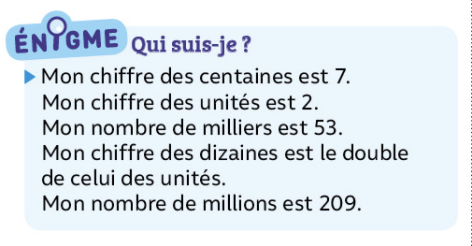 ÉNIGME Qui suis-je ?
Mon chiffre des centaines est 7.
Mon chiffre des unités est 2.
Mon nombre de milliers est 53.
Mon chiffre des dizaines est le double
de celui des unités.
Mon nombre de millions est 209.